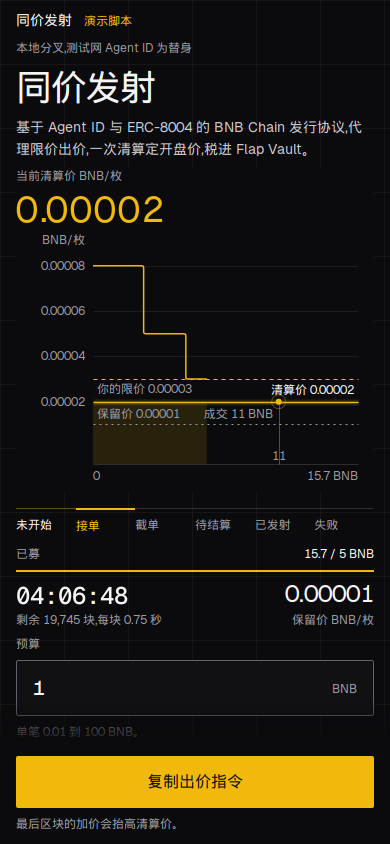 同价发射 演示脚本
本地分叉,测试网 Agent ID 为替身
同价发射
基于 Agent ID 与 ERC-8004 的 BNB Chain 发行协议,代
理限价出价,一次清算定开盘价,税进 Flap Vault。
当前清算价 BNB/枚
0.00002
BNB/枚
0.00008
0.00006
0.00004
你的限价 0.00003 清算价 0.00002
0.00002
保留价 0.00001 成交 11 BNB
11
0 15.7 BNB
未开始 接单 截单 待结算 已发射 失败
已募 15.7 / 5 BNB
04:06:48 0.00001
剩余 19,745 块,每块 0.75 秒 保留价 BNB/枚
预算
1 BNB
单笔 0.01 到 100 BNB。
复制出价指令
最后区块的加价会抬高清算价。